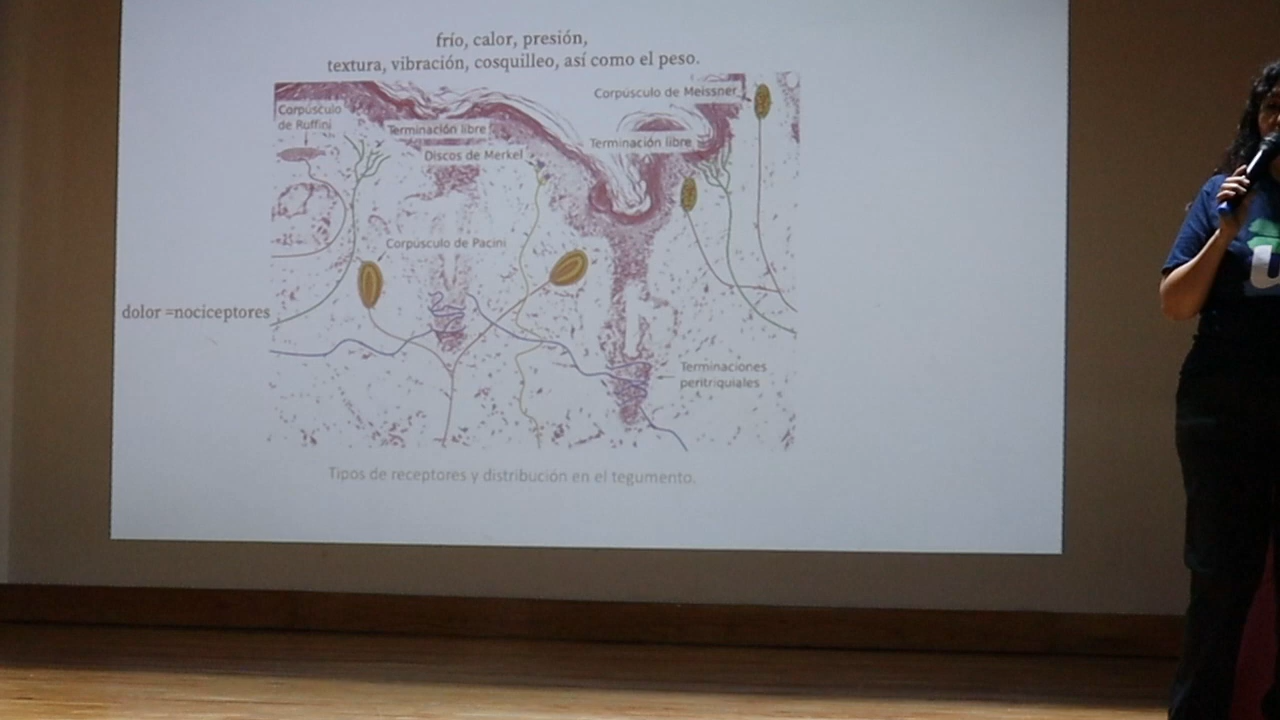 frío, calor, presión,
textura, vibración, cosquilleo, así como el peso.
Corpúsculo de Meissner
Corpúsculo
de Ruffini
Terminación libre
Terminación libre
Discos de Merkel
Corpúsculo de Pacini
dolor =nociceptores
Terminaciones
peritriquiales
Tipos de receptores y distribución en el tegumento.